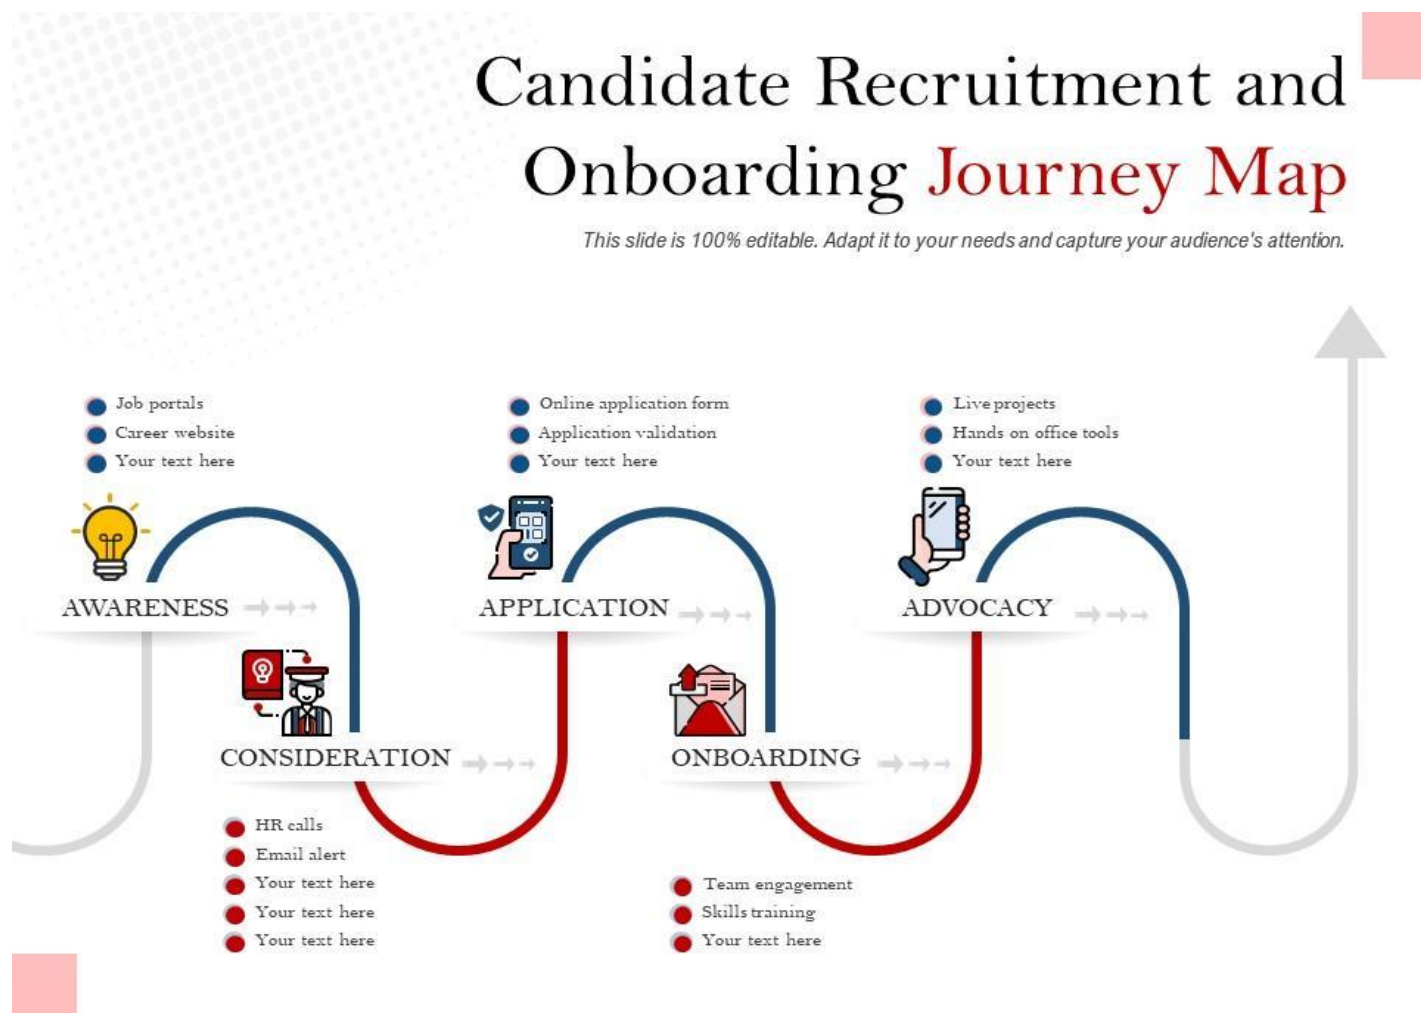 Candidate Recruitment and
Onboarding Journey Map
This slide is 100% editable. Adapt it to your needs and capture your audience's attention.
Job portals
Career website
Your text here
AWARENESS
CONSIDERATION
HR calls
Email alert
Your text here
Your text here
Your text here
Online application form
Application validation
Your text here
APPLICATION
ONBOARDING
Team engagement
Skills training
Your text here
Live projects
Hands on office tools
Your text here
ADVOCACY